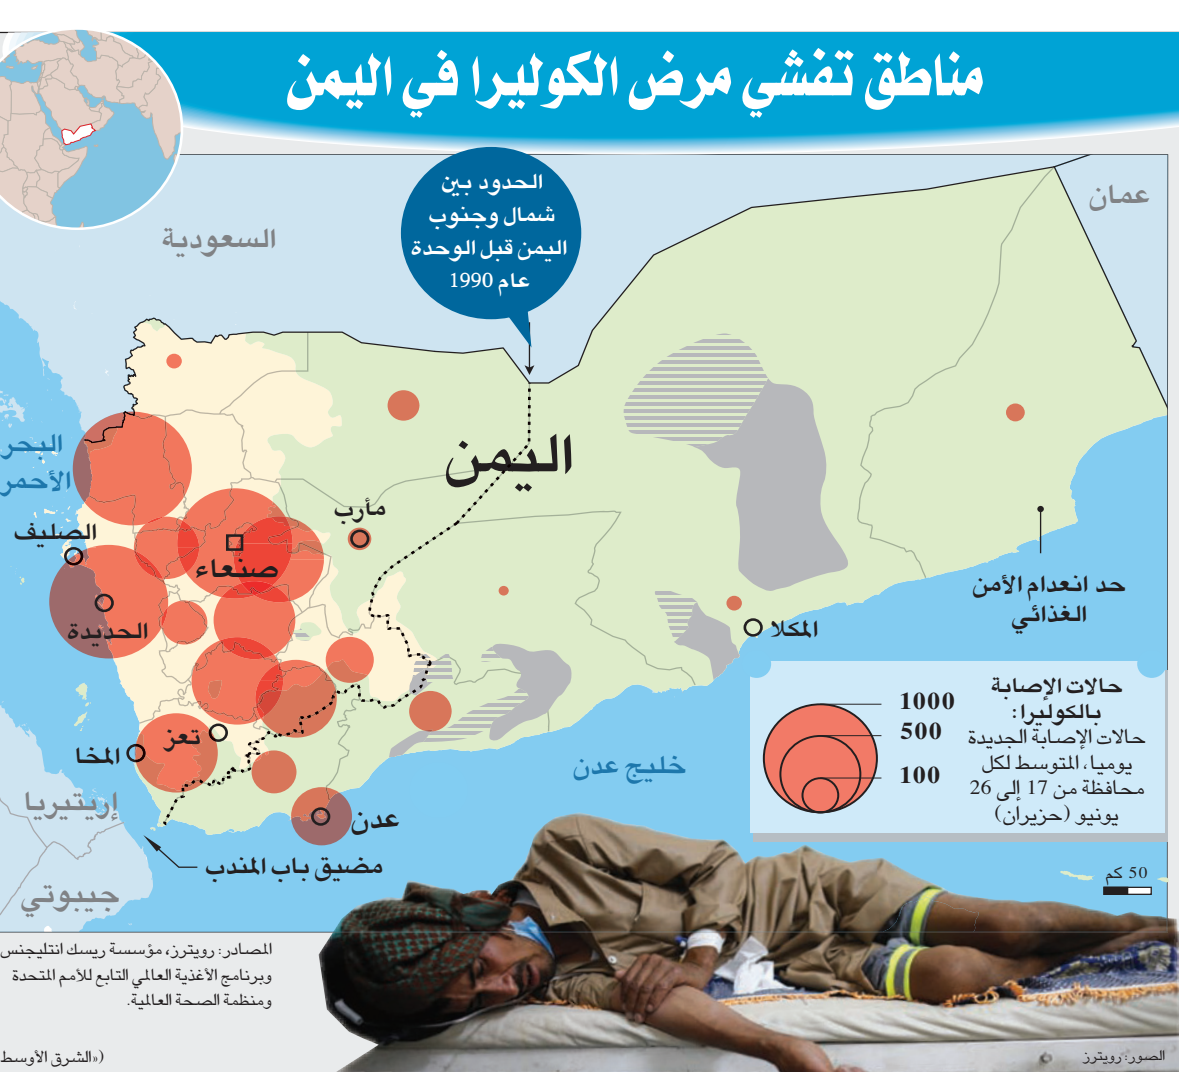 مناطق تفشي مرض الكوليرا في اليمن
الحدود بين
شمال وجنوب
اليمن قبل الوحدة
عام 1990
عمان
السعودية
البحر
الأحمر
اليمن
مأرب
الصليف
صنعاء
الحديدة
حد انعدام الأمن
الغذائي
المكلا
حالات الإصابة
بالكوليرا:
حالات الإصابة الجديدة
يوميا، المتوسط لكل
محافظة من 17 إلى 26
يونيو (حزيران)
1000
500
100
تعز
المخا
خليج عدن
إريتيريا
عدن
مضيق باب المندب
جيبوتي
50 كم
المصادر: رويترز، مؤسسة ريسك انتليجنس
وبرنامج الأغذية العالمي التابع للأمم المتحدة
ومنظمة الصحة العالمية.
(«الشرق الأوسط
الصور: رويترز